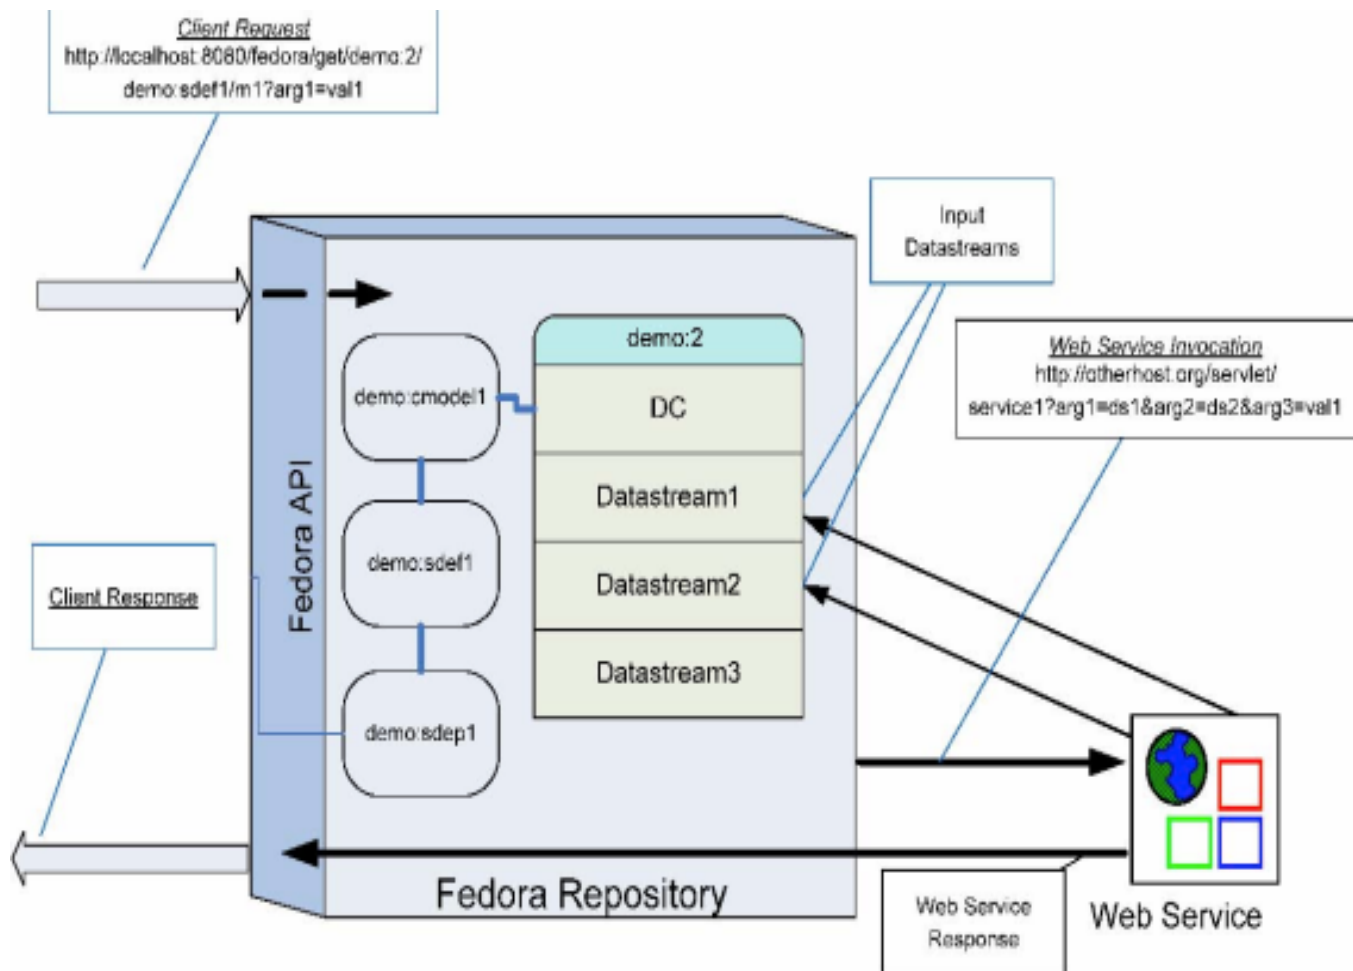 Client Request
http://localhost:8080/fedora/get/demo:2/
demo:sdef1/m1?arg1=val1
Input
Datastreams
Web Service Invocation
http://otherhost.org/servlet/
service1?arg1=ds1&arg2=ds2&arg3=val1
demo:2
DC
Datastream1
Datastream2
Datastream3
demo:cmodel1
demo:sdef1
demo:sdep1
Fedora API
Client Response
Fedora Repository
Web Service
Response
Web Service